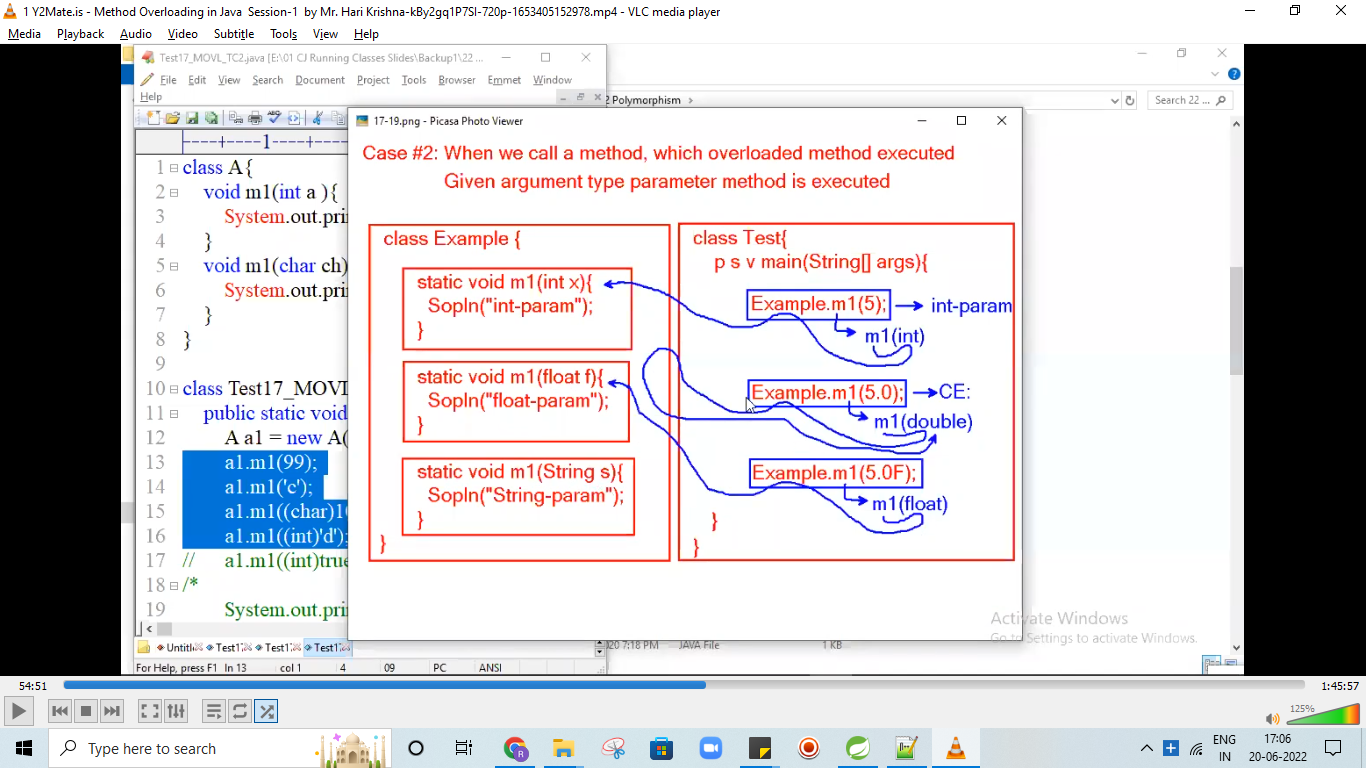 1 Y2Mate.is - Method Overloading in Java  Session-1  by Mr. Hari Krishna-kBy2gq1P7SI-720p-1653405152978.mp4 - VLC media player
Media Playback Audio Video Subtitle Tools View Help
Test17_MOVL_TC2.java [E:\01 CJ Running Classes Slides\Backup1\22 ...
File Edit View Search Document Project Tools Browser Emmet Window
Help
2 Polymorphism >
Search 22 ...
----+----1----+----
1 class A{
2 void m1(int a ){
3 System.out.pri
4 }
5 void m1(char ch)
6 System.out.pri
7 }
8 }
9
10 class Test17_MOVL
11 public static void
12 A a1 = new A(
13 a1.m1(99);
14 a1.m1('c');
15 a1.m1((char)10
16 a1.m1((int)'d');
17 // a1.m1((int)true
18 /*
19 System.out.pri
17-19.png - Picasa Photo Viewer
Case #2: When we call a method, which overloaded method executed
Given argument type parameter method is executed
class Example {
static void m1(int x){
Sopln("int-param");
}
static void m1(float f){
Sopln("float-param");
}
static void m1(String s){
Sopln("String-param");
}
}
class Test{
p s v main(String[] args){
Example.m1(5); int-param
m1(int)
Example.m1(5.0); CE:
m1(double)
Example.m1(5.0F);
m1(float)
}
}
Activate Windows
Go to Settings to activate Windows.
Untitl Test1 Test1 Test1
020 7:18 PM JAVA File 1 KB
For Help, press F1 ln 13 col 1 4 09 PC ANSI
54:51 1:45:57
125%
Type here to search
ENG
IN
17:06
20-06-2022